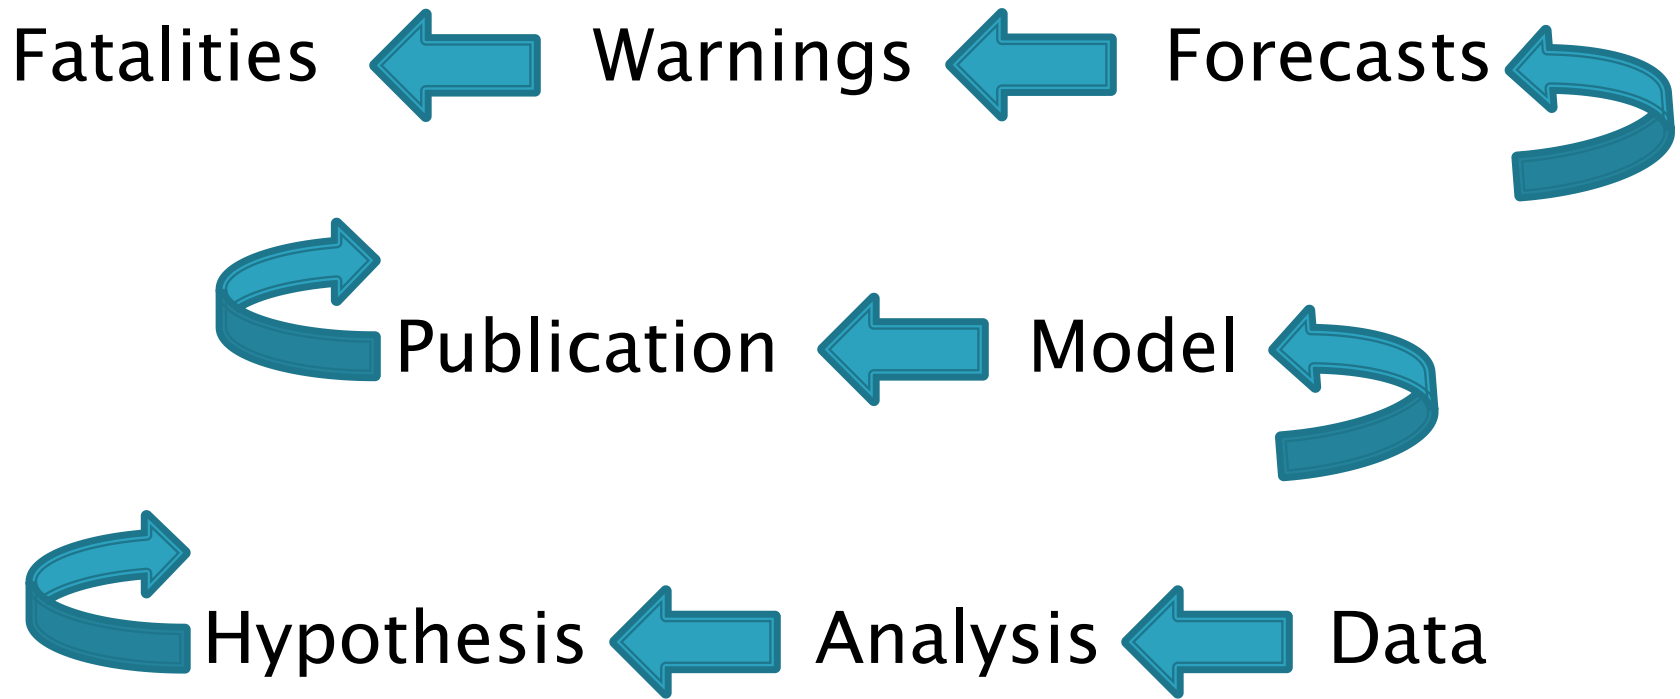 Fatalities Warnings Forecasts
Publication Model
Hypothesis Analysis Data